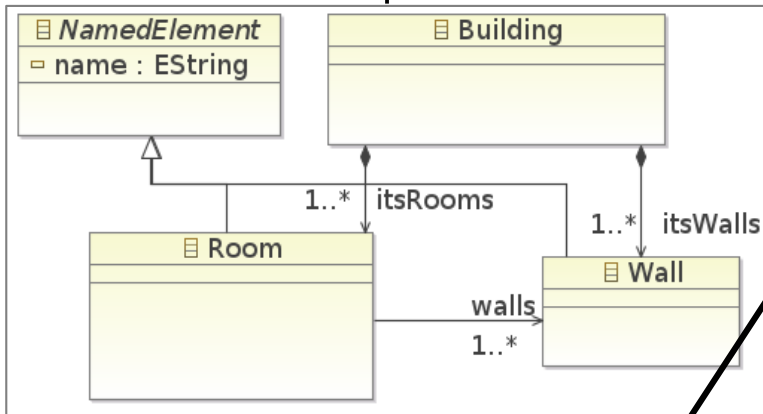 NamedElement
name : EString
Building
1..* itsRooms
1..* itsWalls
Room
Wall
walls
1..*